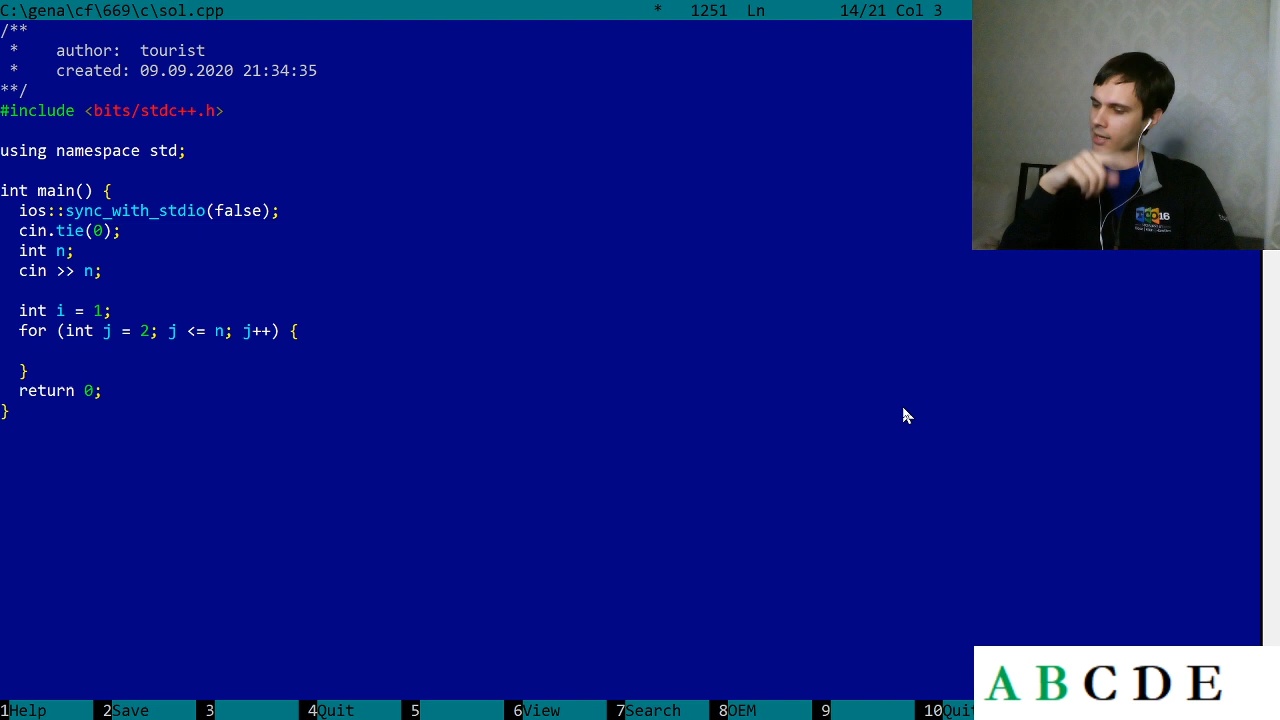 C:\gena\cf\669\c\sol.cpp * 1251 Ln 14/21 Col 3
/**
 *    author:  tourist
 *    created: 09.09.2020 21:34:35
**/
#include <bits/stdc++.h>
using namespace std;
int main() {
  ios::sync_with_stdio(false);
  cin.tie(0);
  int n;
  cin >> n;
  int i = 1;
  for (int j = 2; j <= n; j++) {
  }
  return 0;
}
16
A B C D E
1Help 2Save 3 4Quit 5 6View 7Search 8OEM 9 10Qui